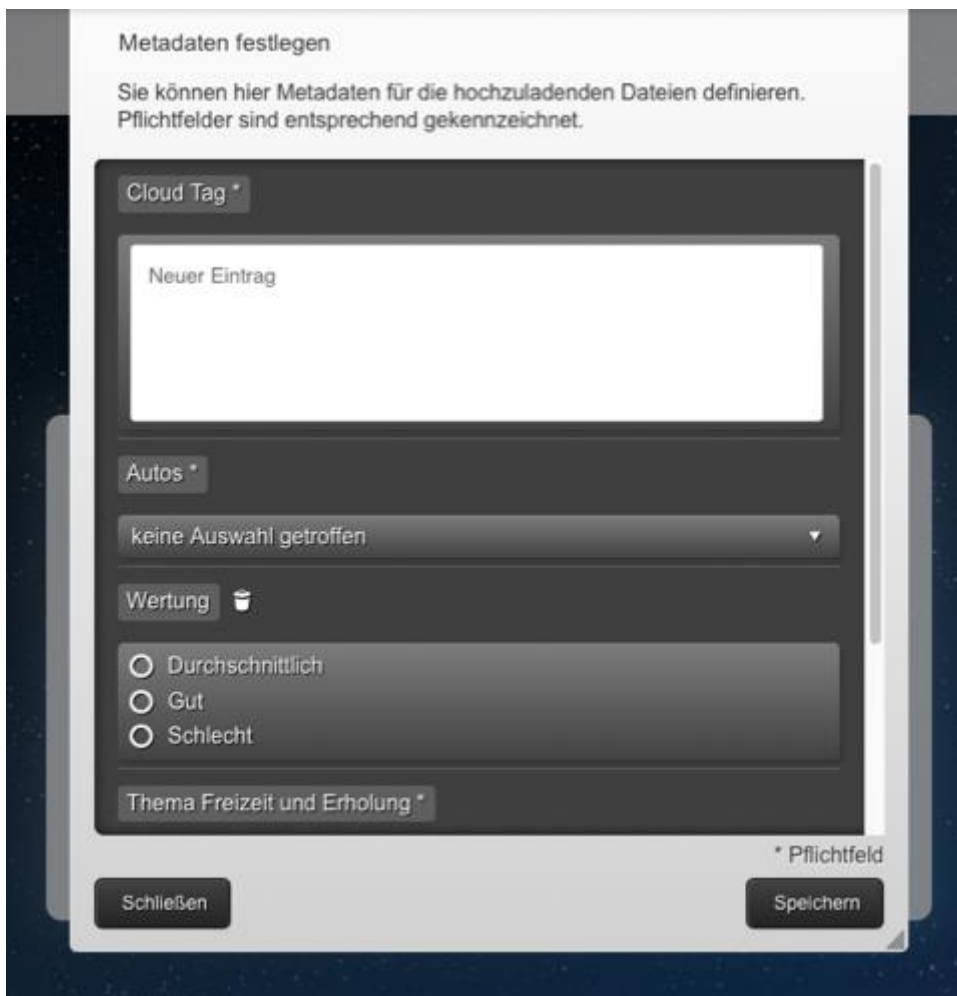 Metadaten festlegen
Sie können hier Metadaten für die hochzuladenden Dateien definieren.
Pflichtfelder sind entsprechend gekennzeichnet.
Cloud Tag *
Neuer Eintrag
Autos *
keine Auswahl getroffen
Wertung
Durchschnittlich
Gut
Schlecht
Thema Freizeit und Erholung *
* Pflichtfeld
Schließen
Speichern